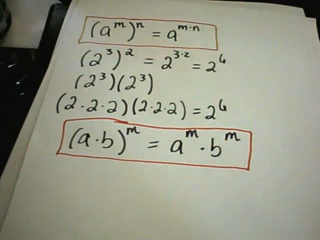 (a^m)^n = a^{m·n}
(2^3)^2 = 2^{3·2} = 2^6
(2^3)(2^3)
(2·2·2)(2·2·2) = 2^6
(a·b)^m = a^m · b^m